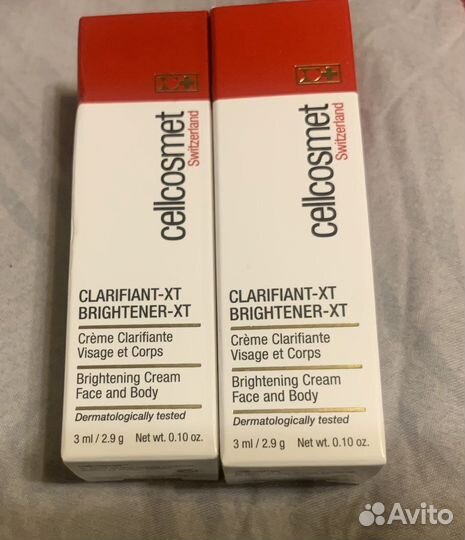 cellcosmet
Switzerland
CLARIFIANT-XT
BRIGHTENER-XT
Crème Clarifiante
Visage et Corps
Brightening Cream
Face and Body
Dermatologically tested
3 ml / 2.9 g Net wt. 0.10 oz.
cellcosmet
Switzerland
CLARIFIANT-XT
BRIGHTENER-XT
Crème Clarifiante
Visage et Corps
Brightening Cream
Face and Body
Dermatologically tested
3 ml / 2.9 g Net wt. 0.10 oz.
Avito